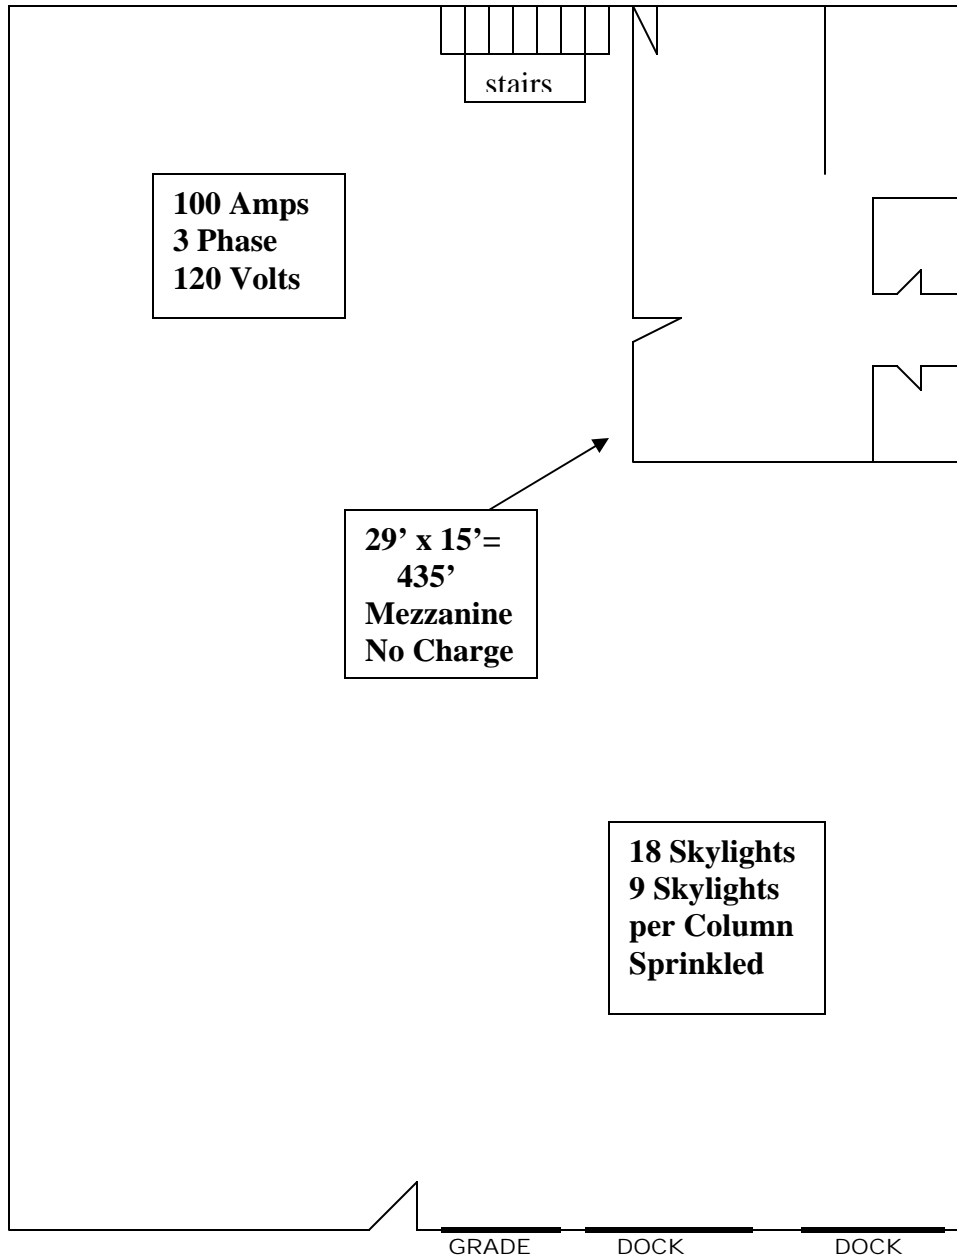 stairs
100 Amps
3 Phase
120 Volts
29’ x 15’=
435’
Mezzanine
No Charge
18 Skylights
9 Skylights
per Column
Sprinkled
GRADE DOCK DOCK